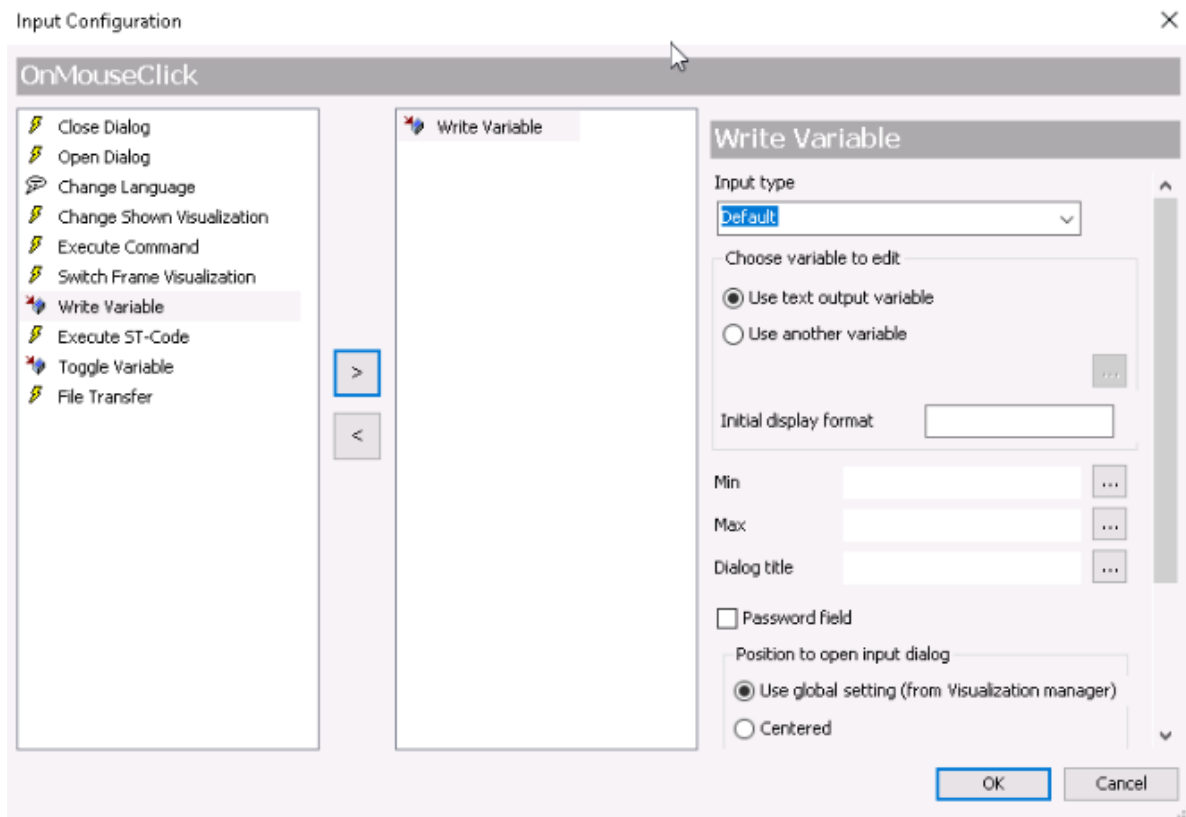 Input Configuration
OnMouseClick
Close Dialog
Open Dialog
Change Language
Change Shown Visualization
Execute Command
Switch Frame Visualization
Write Variable
Execute ST-Code
Toggle Variable
File Transfer
>
<
Write Variable
Write Variable
Input type
Default
Choose variable to edit
Use text output variable
Use another variable
...
Initial display format
Min
...
Max
...
Dialog title
...
Password field
Position to open input dialog
Use global setting (from Visualization manager)
Centered
OK
Cancel